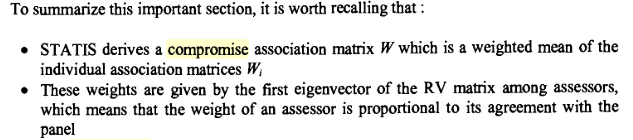 To summarize this important section, it is worth recalling that :
• STATIS derives a compromise association matrix W which is a weighted mean of the
individual association matrices Wi
• These weights are given by the first eigenvector of the RV matrix among assessors,
which means that the weight of an assessor is proportional to its agreement with the
panel